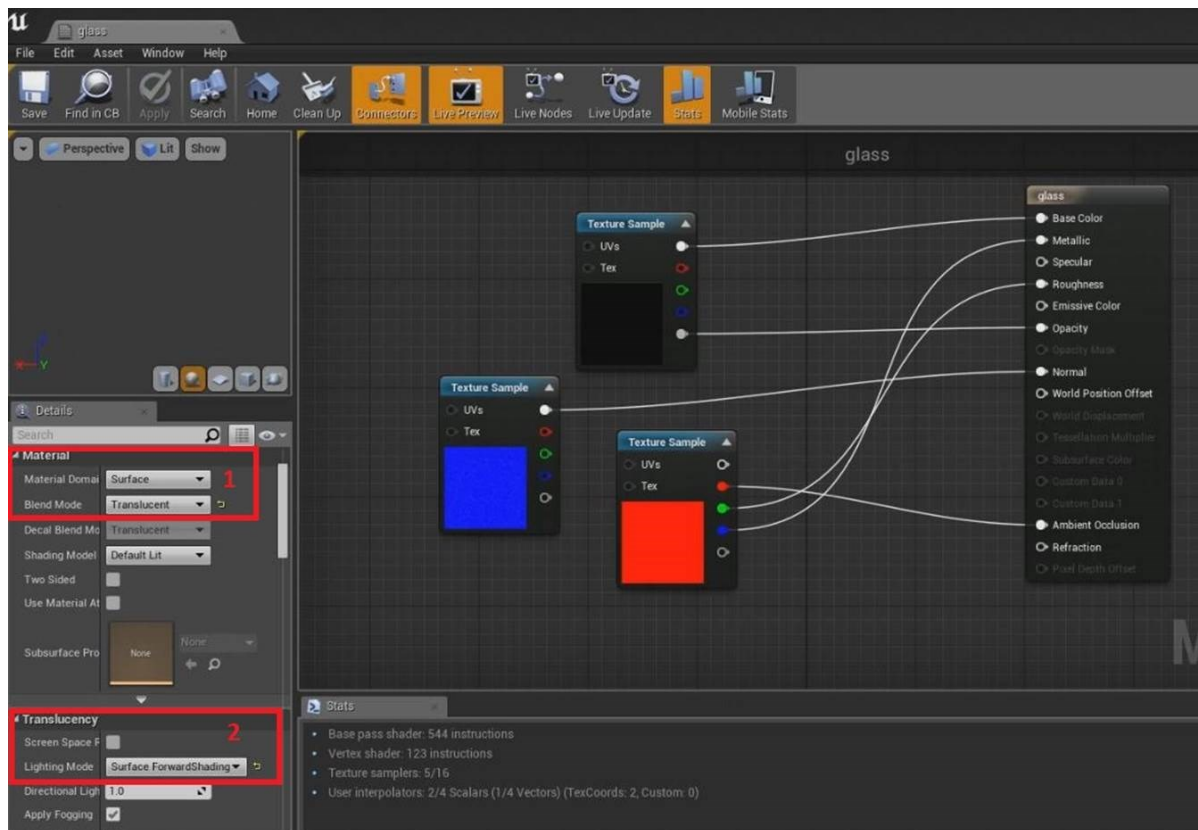 glass
File Edit Asset Window Help
Save Find in CB Apply Search Home Clean Up Connectors Live Preview Live Nodes Live Update Stats Mobile Stats
Perspective Lit Show
glass
glass
Base Color
Metallic
Specular
Roughness
Emissive Color
Opacity
Opacity Mask
Normal
World Position Offset
World Displacement
Tessellation Multiplier
Subsurface Color
Custom Data 0
Custom Data 1
Ambient Occlusion
Refraction
Pixel Depth Offset
Texture Sample
UVs
Tex
Texture Sample
UVs
Tex
Texture Sample
UVs
Tex
M
X Y
Details
Search
Material
1
Material Domai Surface
Blend Mode Translucent
Decal Blend Mo Translucent
Shading Model Default Lit
Two Sided
Use Material At
Subsurface Pro None None
Translucency
2
Screen Space F
Lighting Mode Surface ForwardShading
Directional Ligh 1.0
Apply Fogging
Stats
Base pass shader: 544 instructions
Vertex shader: 123 instructions
Texture samplers: 5/16
User interpolators: 2/4 Scalars (1/4 Vectors) (TexCoords: 2, Custom: 0)